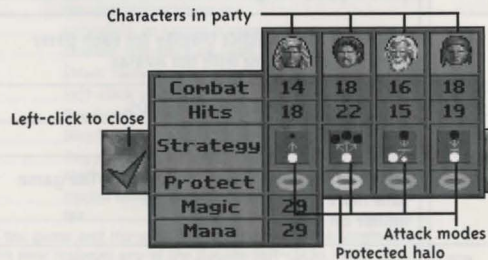 Characters in party
Combat 14 18 16 18
Hits 18 22 15 19
Left-click to close
Strategy
Protect
Magic 29
Mana 29
Attack modes
Protected halo